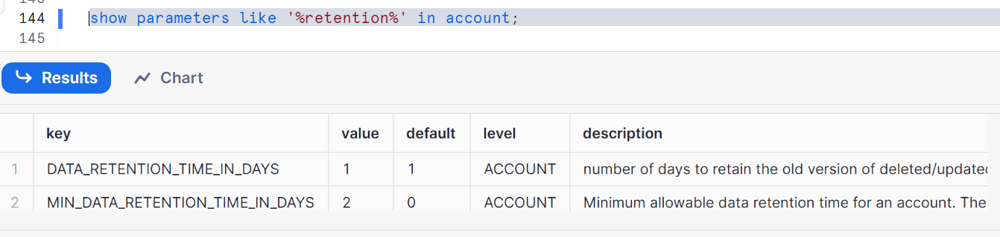 144 show parameters like '%retention%' in account;
145
Results Chart
key value default level description
1 DATA_RETENTION_TIME_IN_DAYS 1 1 ACCOUNT number of days to retain the old version of deleted/updated
2 MIN_DATA_RETENTION_TIME_IN_DAYS 2 0 ACCOUNT Minimum allowable data retention time for an account. The